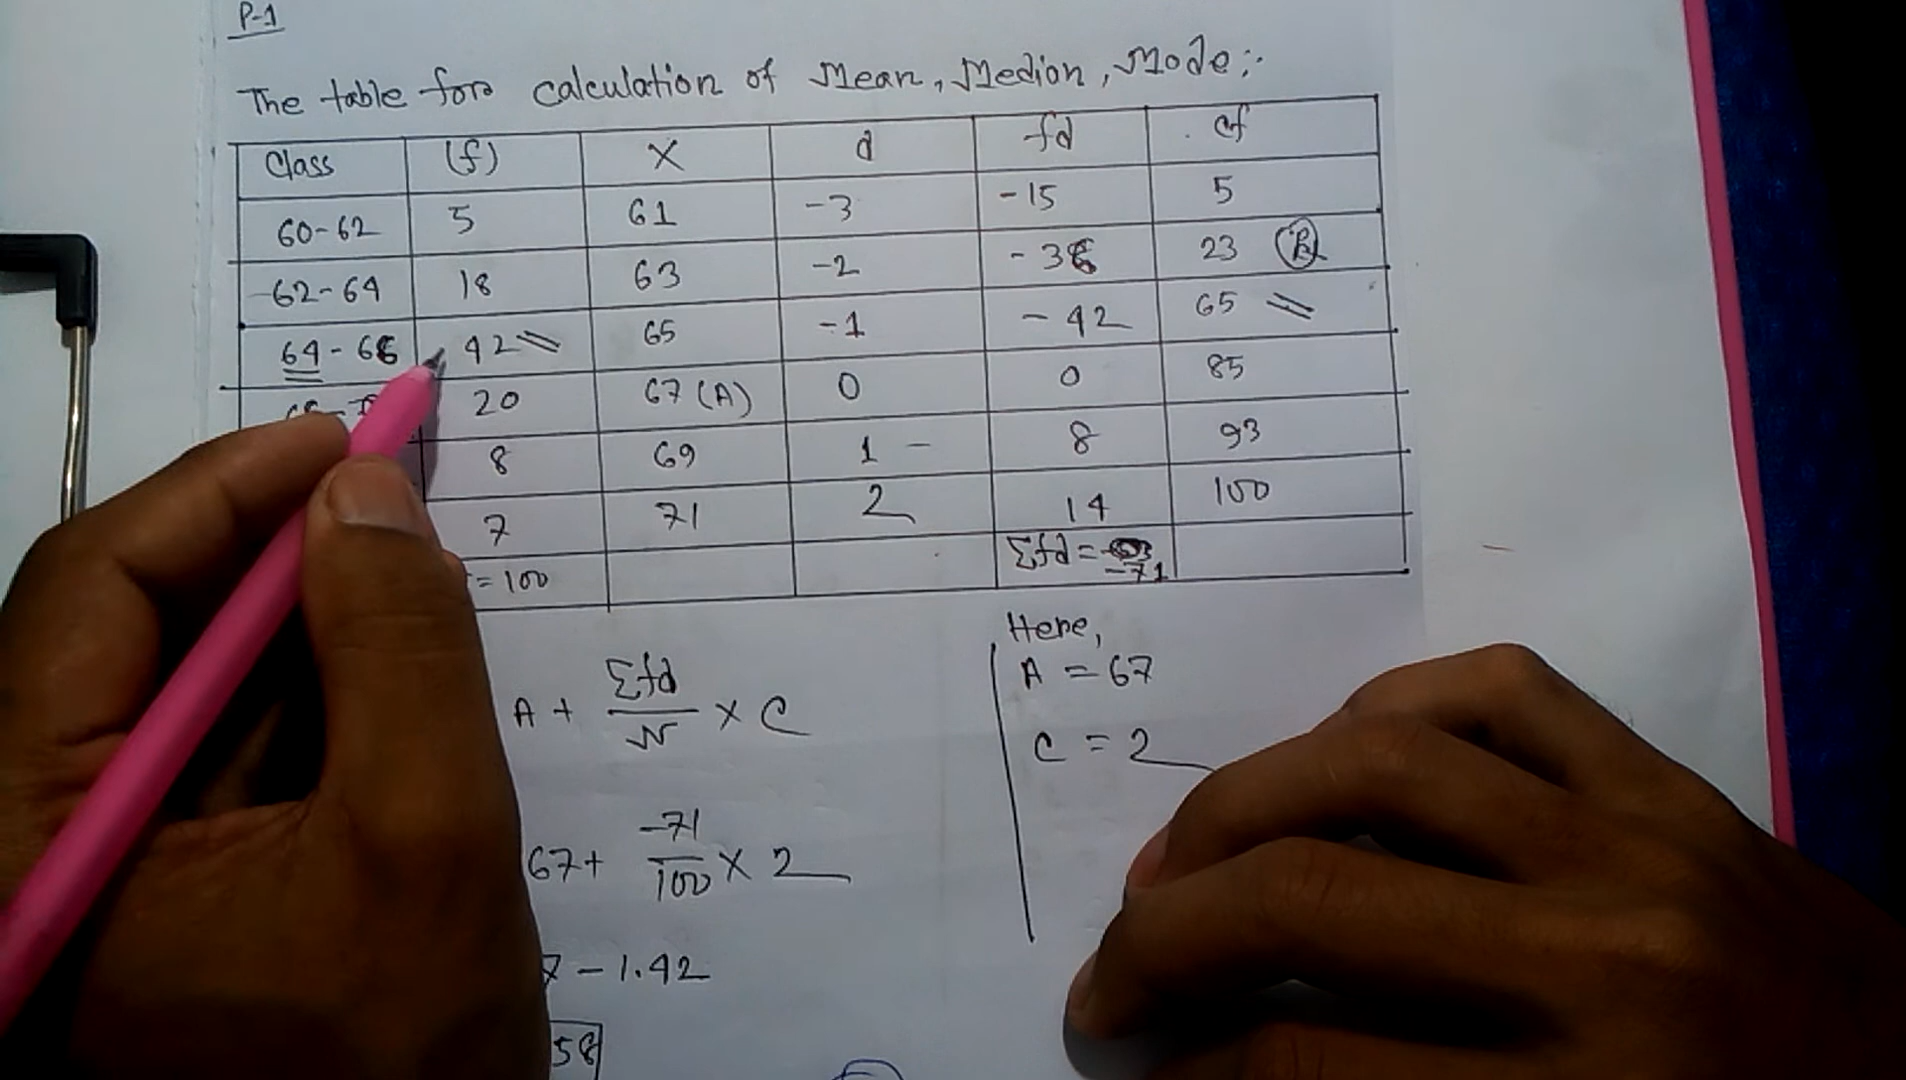 P-1
The table for calculation of Mean, Medion, Mode:-
Class (f) X d fd cf
60-62 5 61 -3 -15 5
62-64 18 63 -2 -36 23
64-66 42 65 -1 -42 65
20 67 (A) 0 0 85
8 69 1 - 8 93
7 71 2 14 100
= 100 Σfd = -71
Here,
A + Σfd/N × C
A = 67
C = 2
67 + -71/100 × 2
7 - 1.42
58